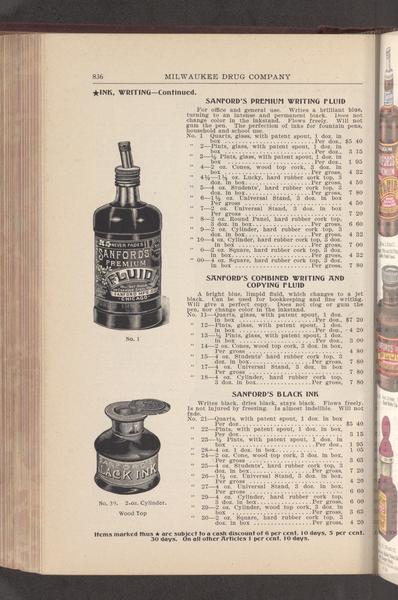 836 MILWAUKEE DRUG COMPANY
★INK, WRITING—Continued.
SANFORD'S PREMIUM WRITING FLUID
For office and general use. Writes a brilliant blue,
turning to an intense and permanent black. Does not
change color in the inkstand. Flows freely. Will not
gum the pen. The perfection of inks for fountain pens,
household and school use.
No. 1 Quarts, glass, with patent spout, 1 doz. in
box Per doz., $5 40
" 2—Pints, glass, with patent spout, 1 doz. in
box Per doz., 3 15
" 3—½ Pints, glass, with patent spout, 1 doz. in
box Per doz., 1 95
" 4—2 oz. Cones, wood top cork, 3 doz. in
box Per gross, 4 32
" 4½—1¼ oz. Lucky, hard rubber cork top, 3
doz. in box Per gross, 4 50
" 5—4 oz. Students', hard rubber cork top, 3
doz. in box Per gross, 7 80
" 6—1½ oz. Universal Stand, 3 doz. in box
Per gross 4 50
" 7—2 oz. Universal Stand, 3 doz. in box
Per gross 7 20
" 8—2 oz. Round Panel, hard rubber cork top,
3 doz. in box Per gross, 6 60
" 9—2 oz. Cylinder, hard rubber cork top, 3
doz. in box Per gross, 4 32
" 10—4 oz. Cylinder, hard rubber cork top, 3 doz.
in box Per gross, 7 00
" 0—2 oz. Square, hard rubber cork top, 3 doz.
in box Per gross, 4 32
" 00—4 oz. Square, hard rubber cork top, 3 doz.
in box Per gross, 7 80
NEVER FADES
SANFORD'S
PREMIUM
FLUID
CHICAGO
No. 1
SANFORD'S COMBINED WRITING AND
COPYING FLUID
A bright blue, limpid fluid, which changes to a jet
black. Can be used for bookkeeping and fine writing.
Will give a perfect copy. Does not clog or gum the
pen, nor change color in the inkstand.
No. 11—Quarts, glass, with patent spout, 1 doz.
in box Per doz., $7 20
" 12—Pints, glass, with patent spout, 1 doz.
in box Per doz., 4 20
" 13—½ Pints, glass, with patent spout, 1 doz.
in box Per doz., 3 00
" 14—2 oz. Cones, wood top cork, 3 doz. in box,
Per gross 4 80
" 15—4 oz. Students' hard rubber cork top, 3
doz. in box Per gross, 7 80
" 17—4 oz. Universal Stand, 3 doz. in box
Per gross 7 80
" 18—4 oz. Cylinder, hard rubber cork top,
3 doz. in box Per gross, 7 80
SANFORD'S BLACK INK
Writes black, dries black, stays black. Flows freely.
Is not injured by freezing. Is almost indelible. Will not
fade.
No. 21—Quarts, with patent spout, 1 doz. in box
Per doz. $5 40
" 22—Pints, with patent spout, 1 doz. in box,
Per doz. 3 15
" 23—½ Pints, with patent spout, 1 doz. in
box Per doz., 1 95
" 28—4 oz. 1 doz. in box 1 05
" 24—2 oz. Cone, wood top cork, 3 doz. in box,
Per gross 3 63
" 25—4 oz. Students', hard rubber cork top, 3
doz. in box Per gross, 7 20
" 26—1½ oz. Universal Stand, 3 doz. in box,
Per gross 4 20
" 27—4 oz. Universal Stand, 3 doz. in box,
Per gross 6 60
" 29—4 oz. Cylinder, hard rubber cork top,
3 doz. in box Per gross, 6 00
" 39—2 oz. Cylinder, wood top cork, 3 doz. in
box Per gross, 3 63
" 30—2 oz. Square, hard rubber cork top, 3
doz. in box Per gross, 4 20
BLACK INK
No. 39. 2-oz. Cylinder.
Wood Top
Items marked thus ★ are subject to a cash discount of 6 per cent. 10 days, 5 per cent.
30 days. On all other Articles 1 per cent. 10 days.